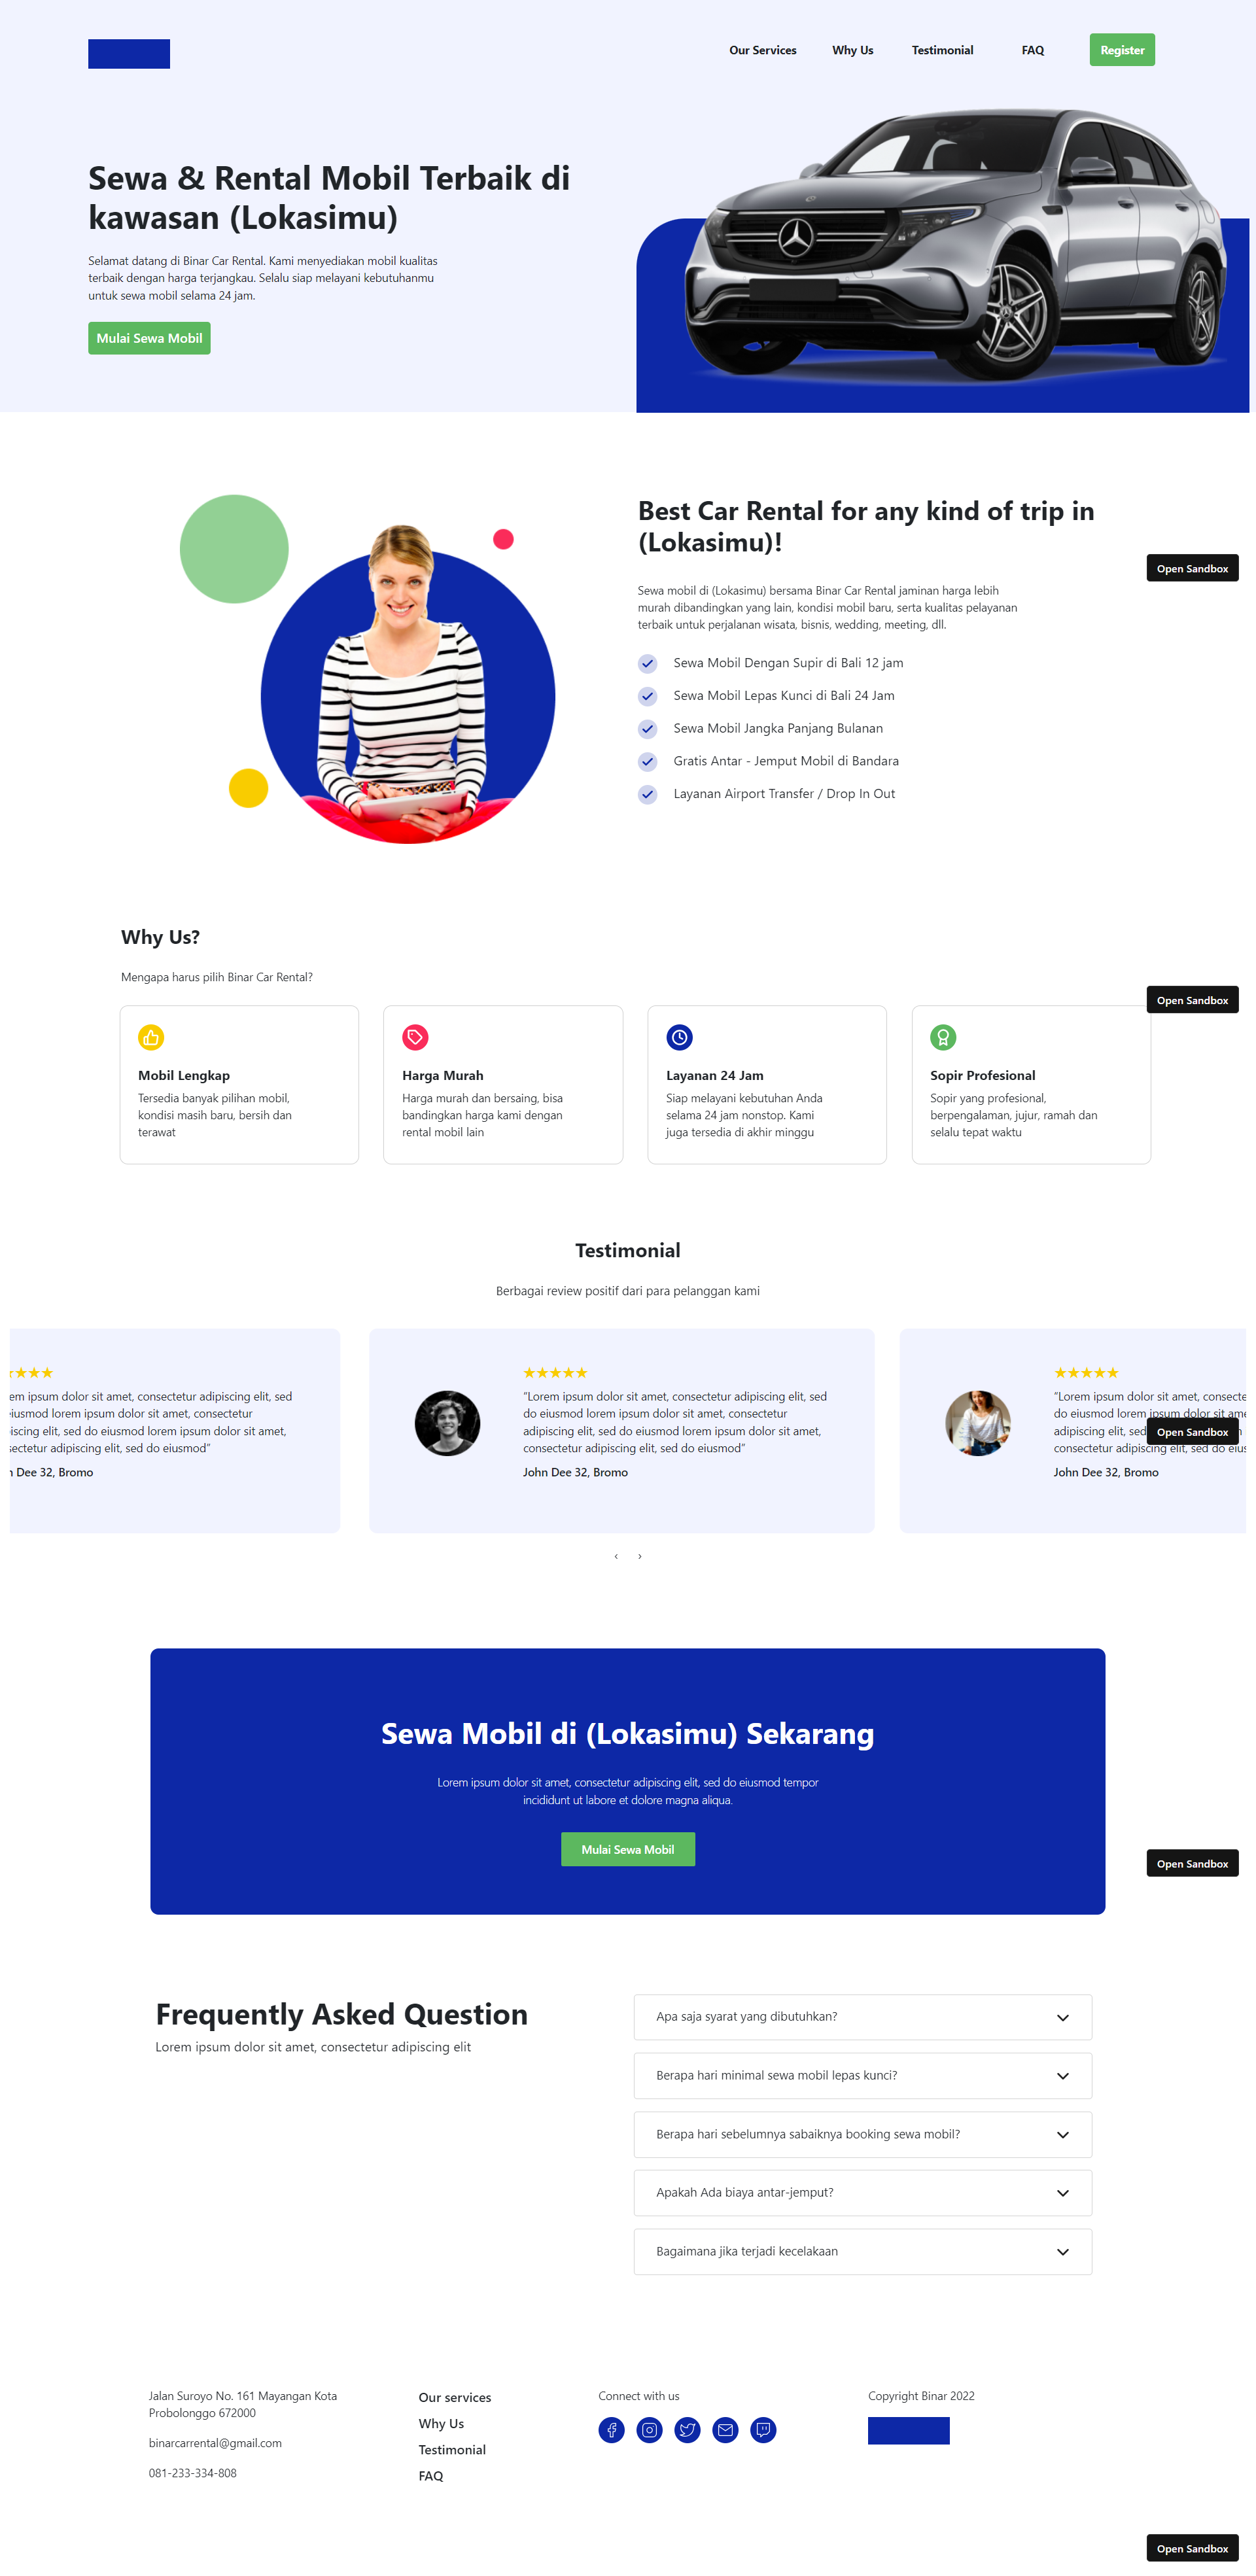 Our Services
Why Us
Testimonial
FAQ
Register
Sewa & Rental Mobil Terbaik di
kawasan (Lokasimu)
Selamat datang di Binar Car Rental. Kami menyediakan mobil kualitas
terbaik dengan harga terjangkau. Selalu siap melayani kebutuhanmu
untuk sewa mobil selama 24 jam.
Mulai Sewa Mobil
Best Car Rental for any kind of trip in
(Lokasimu)!
Open Sandbox
Sewa mobil di (Lokasimu) bersama Binar Car Rental jaminan harga lebih
murah dibandingkan yang lain, kondisi mobil baru, serta kualitas pelayanan
terbaik untuk perjalanan wisata, bisnis, wedding, meeting, dll.
Sewa Mobil Dengan Supir di Bali 12 jam
Sewa Mobil Lepas Kunci di Bali 24 Jam
Sewa Mobil Jangka Panjang Bulanan
Gratis Antar - Jemput Mobil di Bandara
Layanan Airport Transfer / Drop In Out
Why Us?
Mengapa harus pilih Binar Car Rental?
Open Sandbox
Mobil Lengkap
Tersedia banyak pilihan mobil,
kondisi masih baru, bersih dan
terawat
Harga Murah
Harga murah dan bersaing, bisa
bandingkan harga kami dengan
rental mobil lain
Layanan 24 Jam
Siap melayani kebutuhan Anda
selama 24 jam nonstop. Kami
juga tersedia di akhir minggu
Sopir Profesional
Sopir yang profesional,
berpengalaman, jujur, ramah dan
selalu tepat waktu
Testimonial
Berbagai review positif dari para pelanggan kami
em ipsum dolor sit amet, consectetur adipiscing elit, sed
eiusmod lorem ipsum dolor sit amet, consectetur
iscing elit, sed do eiusmod lorem ipsum dolor sit amet,
sectetur adipiscing elit, sed do eiusmod”
n Dee 32, Bromo
“Lorem ipsum dolor sit amet, consectetur adipiscing elit, sed
do eiusmod lorem ipsum dolor sit amet, consectetur
adipiscing elit, sed do eiusmod lorem ipsum dolor sit amet,
consectetur adipiscing elit, sed do eiusmod”
John Dee 32, Bromo
“Lorem ipsum dolor sit amet, consecte
do eiusmod lorem ipsum dolor sit ame
adipiscing elit, sed
consectetur adipiscing elit, sed do eius
John Dee 32, Bromo
Open Sandbox
‹ ›
Sewa Mobil di (Lokasimu) Sekarang
Lorem ipsum dolor sit amet, consectetur adipiscing elit, sed do eiusmod tempor
incididunt ut labore et dolore magna aliqua.
Mulai Sewa Mobil
Open Sandbox
Frequently Asked Question
Lorem ipsum dolor sit amet, consectetur adipiscing elit
Apa saja syarat yang dibutuhkan?
Berapa hari minimal sewa mobil lepas kunci?
Berapa hari sebelumnya sabaiknya booking sewa mobil?
Apakah Ada biaya antar-jemput?
Bagaimana jika terjadi kecelakaan
Jalan Suroyo No. 161 Mayangan Kota
Probolonggo 672000
binarcarrental@gmail.com
081-233-334-808
Our services
Why Us
Testimonial
FAQ
Connect with us
Copyright Binar 2022
Open Sandbox